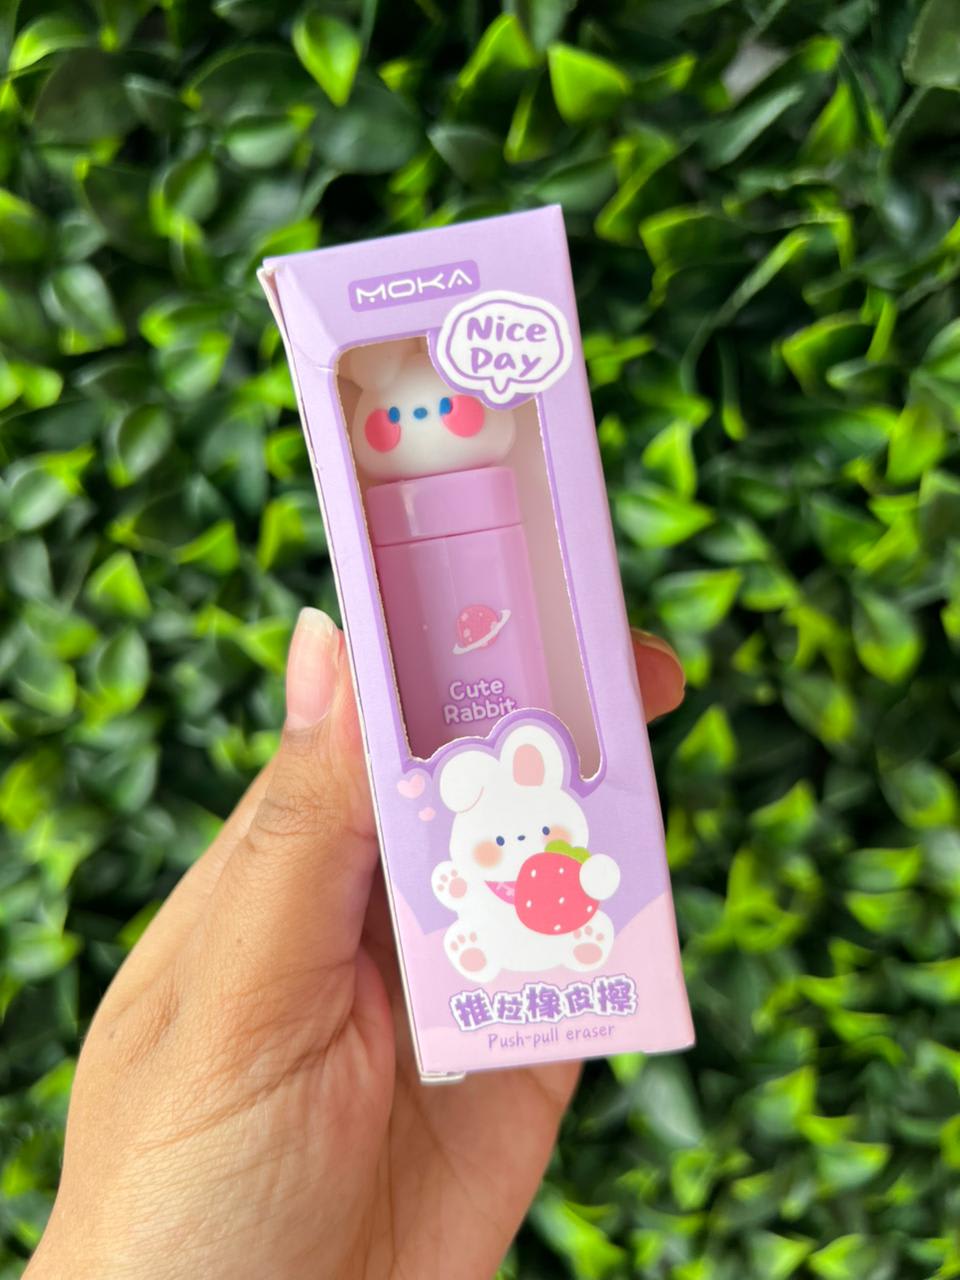 MOKA
Nice
Day
Cute
Rabbit
推拉橡皮擦
Push-pull eraser